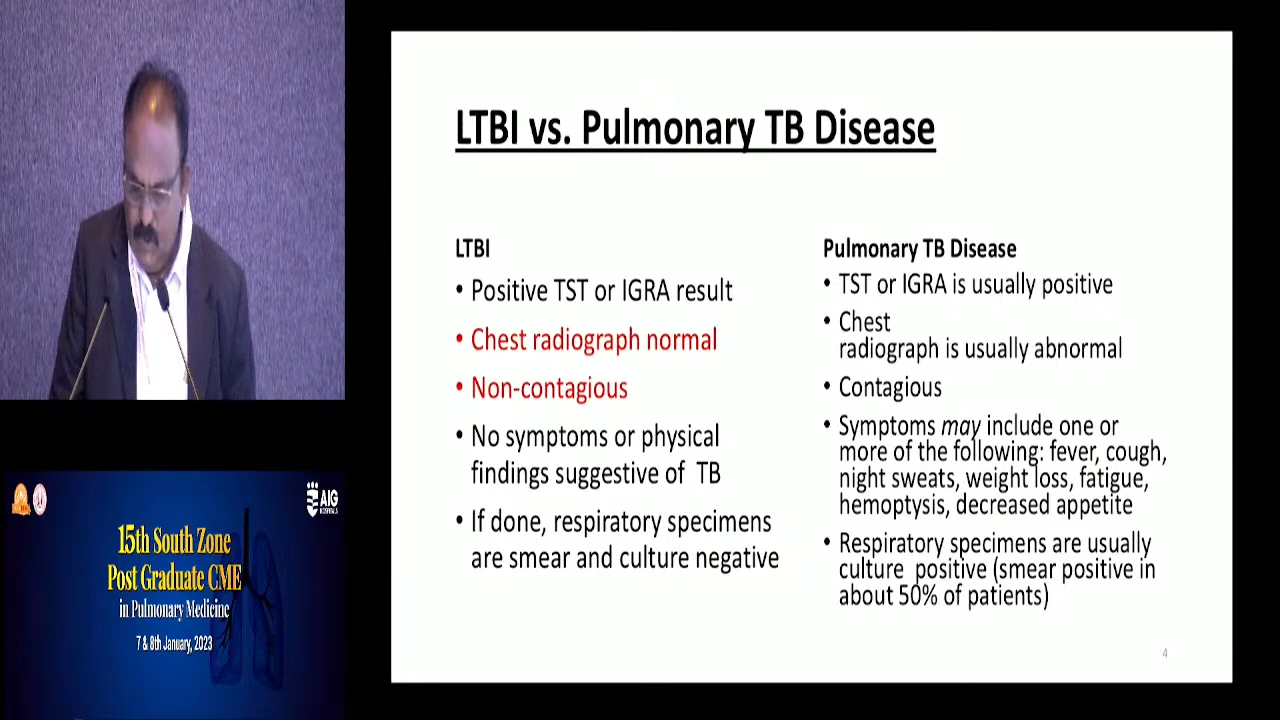 LTBI vs. Pulmonary TB Disease
LTBI
• Positive TST or IGRA result
• Chest radiograph normal
• Non-contagious
• No symptoms or physical
findings suggestive of TB
• If done, respiratory specimens
are smear and culture negative
Pulmonary TB Disease
• TST or IGRA is usually positive
• Chest
radiograph is usually abnormal
• Contagious
• Symptoms may include one or
more of the following: fever, cough,
night sweats, weight loss, fatigue,
hemoptysis, decreased appetite
• Respiratory specimens are usually
culture positive (smear positive in
about 50% of patients)
4
AIG
HOSPITALS
15th South Zone
Post Graduate CME
in Pulmonary Medicine
7 & 8th January, 2023